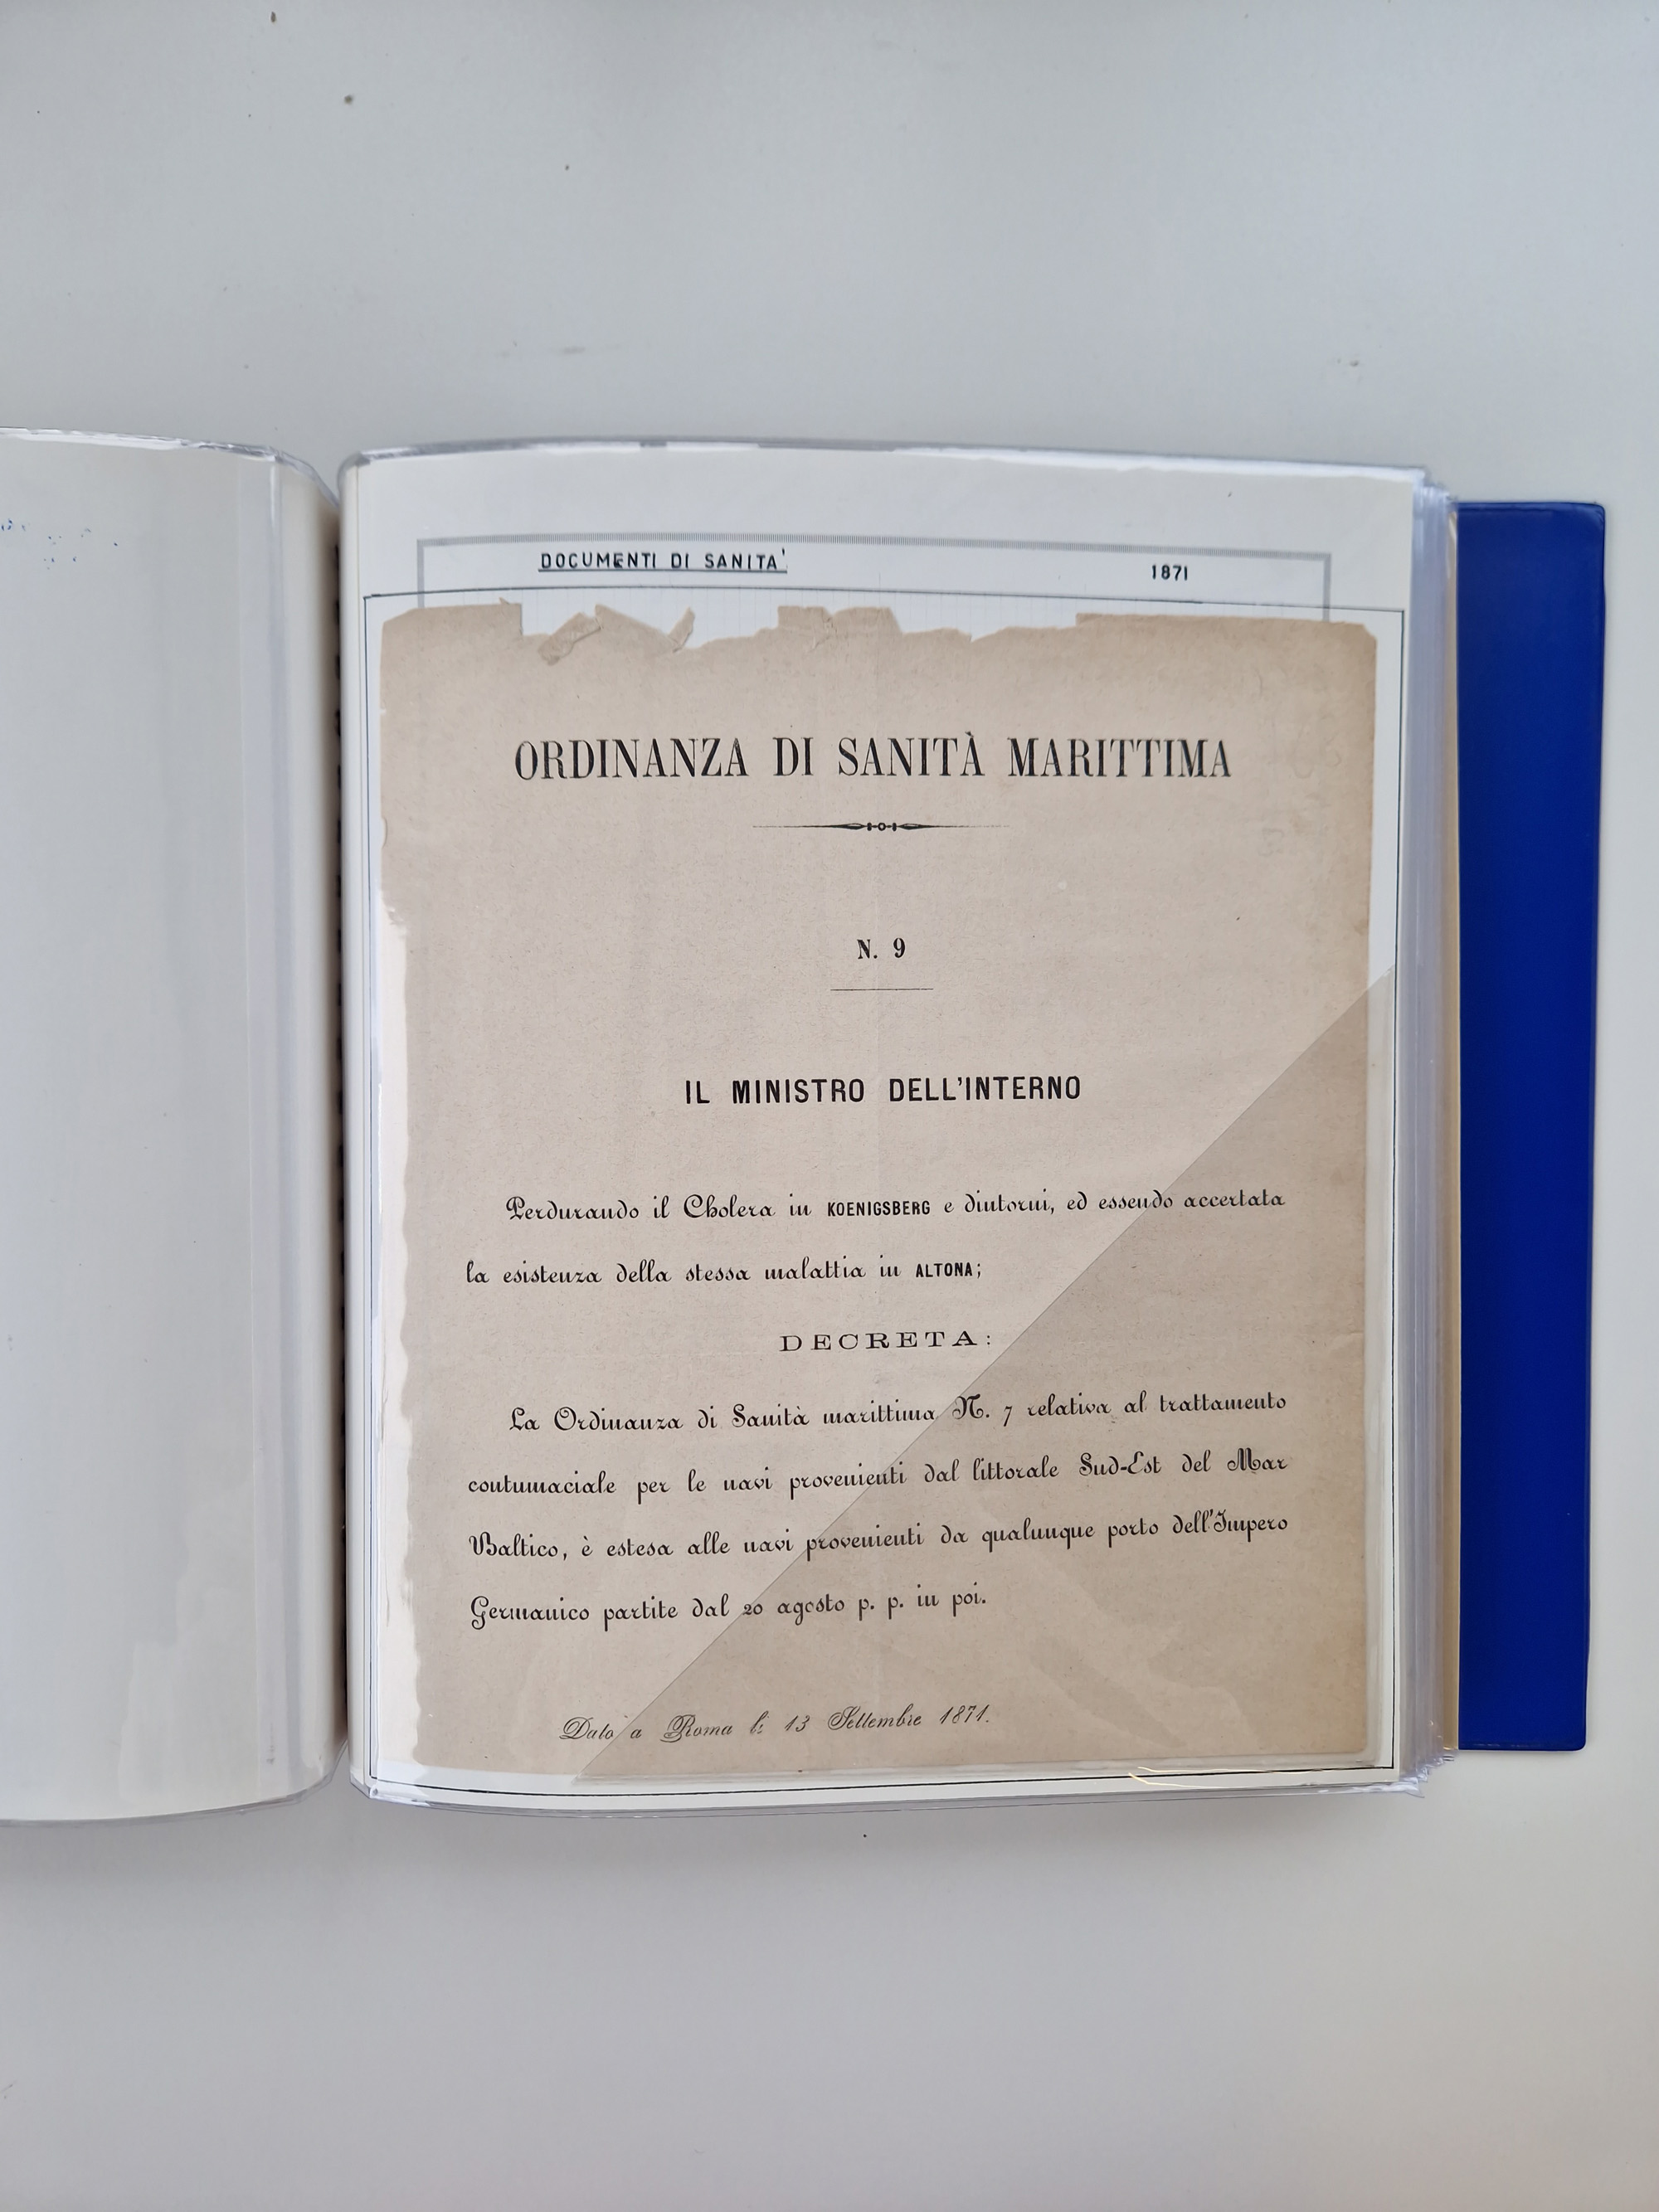 DOCUMENTI DI SANITA' 1871
ORDINANZA DI SANITÀ MARITTIMA
N. 9
IL MINISTRO DELL'INTERNO
Perdurando il Cholera in KOENIGSBERG e dintorni, ed essendo accertata
la esistenza della stessa malattia in ALTONA;
DECRETA:
La Ordinanza di Sanità marittima N. 7 relativa al trattamento
contumaciale per le navi provenienti dal littorale Sud-Est del Mar
Baltico, è estesa alle navi provenienti da qualunque porto dell'Impero
Germanico partite dal 20 agosto p. p. in poi.
Dato a Roma lì 13 Settembre 1871.